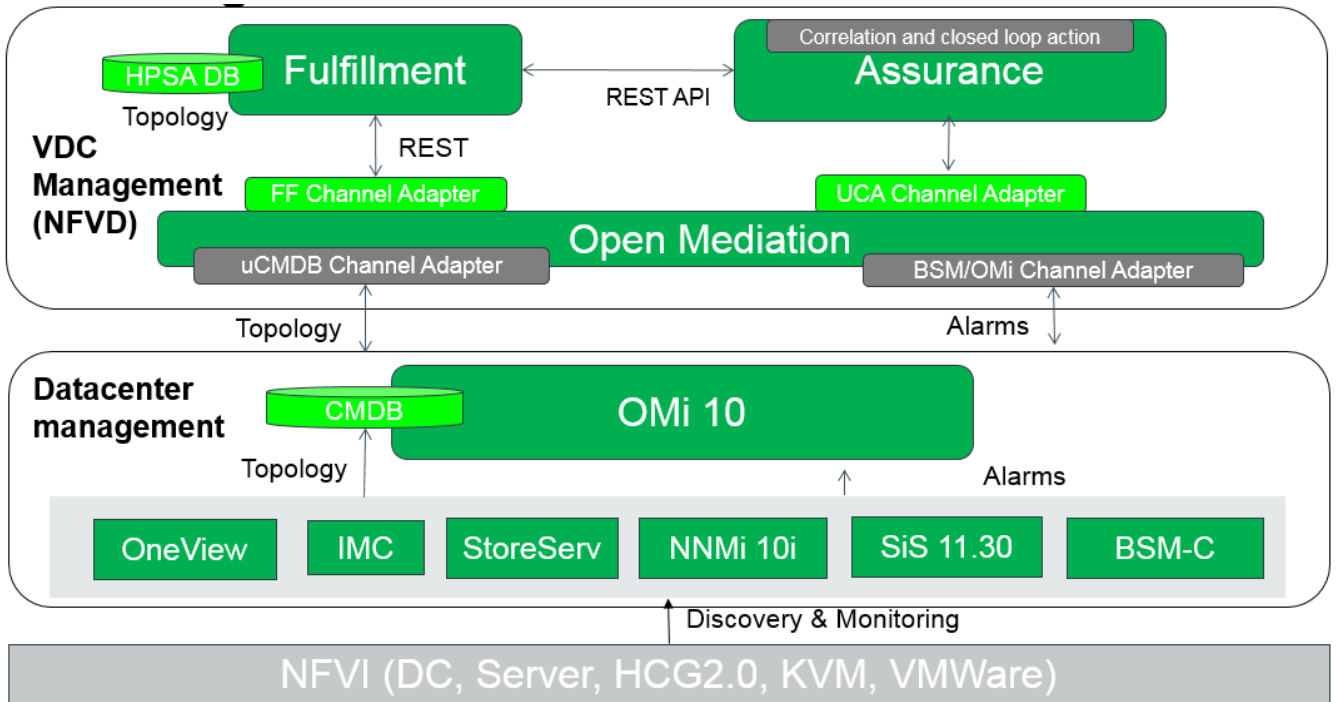 Correlation and closed loop action
HPSA DB
Fulfillment
Assurance
REST API
Topology
REST
VDC
Management
(NFVD)
FF Channel Adapter
UCA Channel Adapter
Open Mediation
uCMDB Channel Adapter
BSM/OMi Channel Adapter
Topology
Alarms
Datacenter
management
CMDB
OMi 10
Topology
Alarms
OneView
IMC
StoreServ
NNMi 10i
SiS 11.30
BSM-C
Discovery & Monitoring
NFVI (DC, Server, HCG2.0, KVM, VMWare)